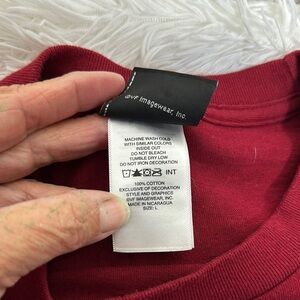 ©VF Imagewear, Inc.
MACHINE WASH COLD
WITH SIMILAR COLORS
INSIDE OUT
DO NOT BLEACH
TUMBLE DRY LOW
DO NOT IRON DECORATION
INT
100% COTTON
EXCLUSIVE OF DECORATION
STYLE AND GRAPHICS
©VF IMAGEWEAR, INC.
MADE IN NICARAGUA
SIZE: L